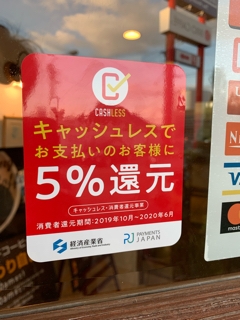 CASHLESS
キャッシュレスで
お支払いのお客様に
5%還元
キャッシュレス・消費者還元事業
消費者還元期間:2019年10月～2020年6月
経済産業省
PAYMENTS
JAPAN